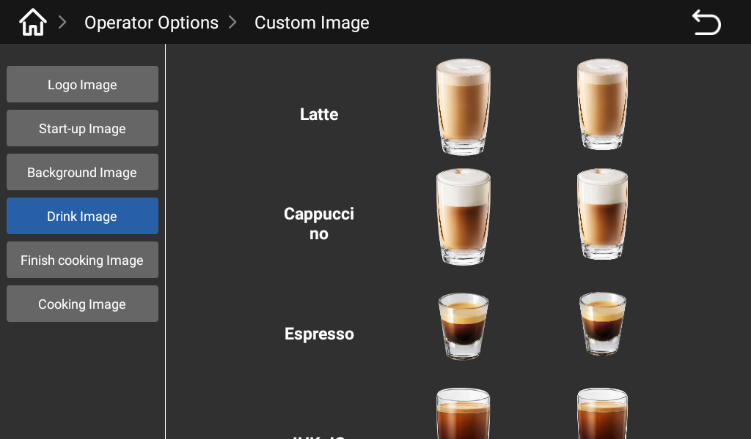 Operator Options
Custom Image
Logo Image
Start-up Image
Background Image
Drink Image
Finish cooking Image
Cooking Image
Latte
Cappucci
no
Espresso